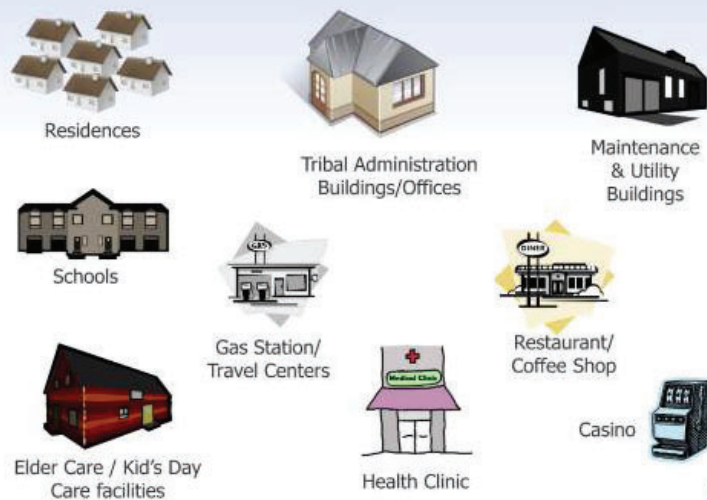 Residences
Tribal Administration
Buildings/Offices
Maintenance
& Utility
Buildings
Schools
GAS
Gas Station/
Travel Centers
DINER
Restaurant/
Coffee Shop
Elder Care / Kid's Day
Care facilities
Medical Clinic
Health Clinic
Casino